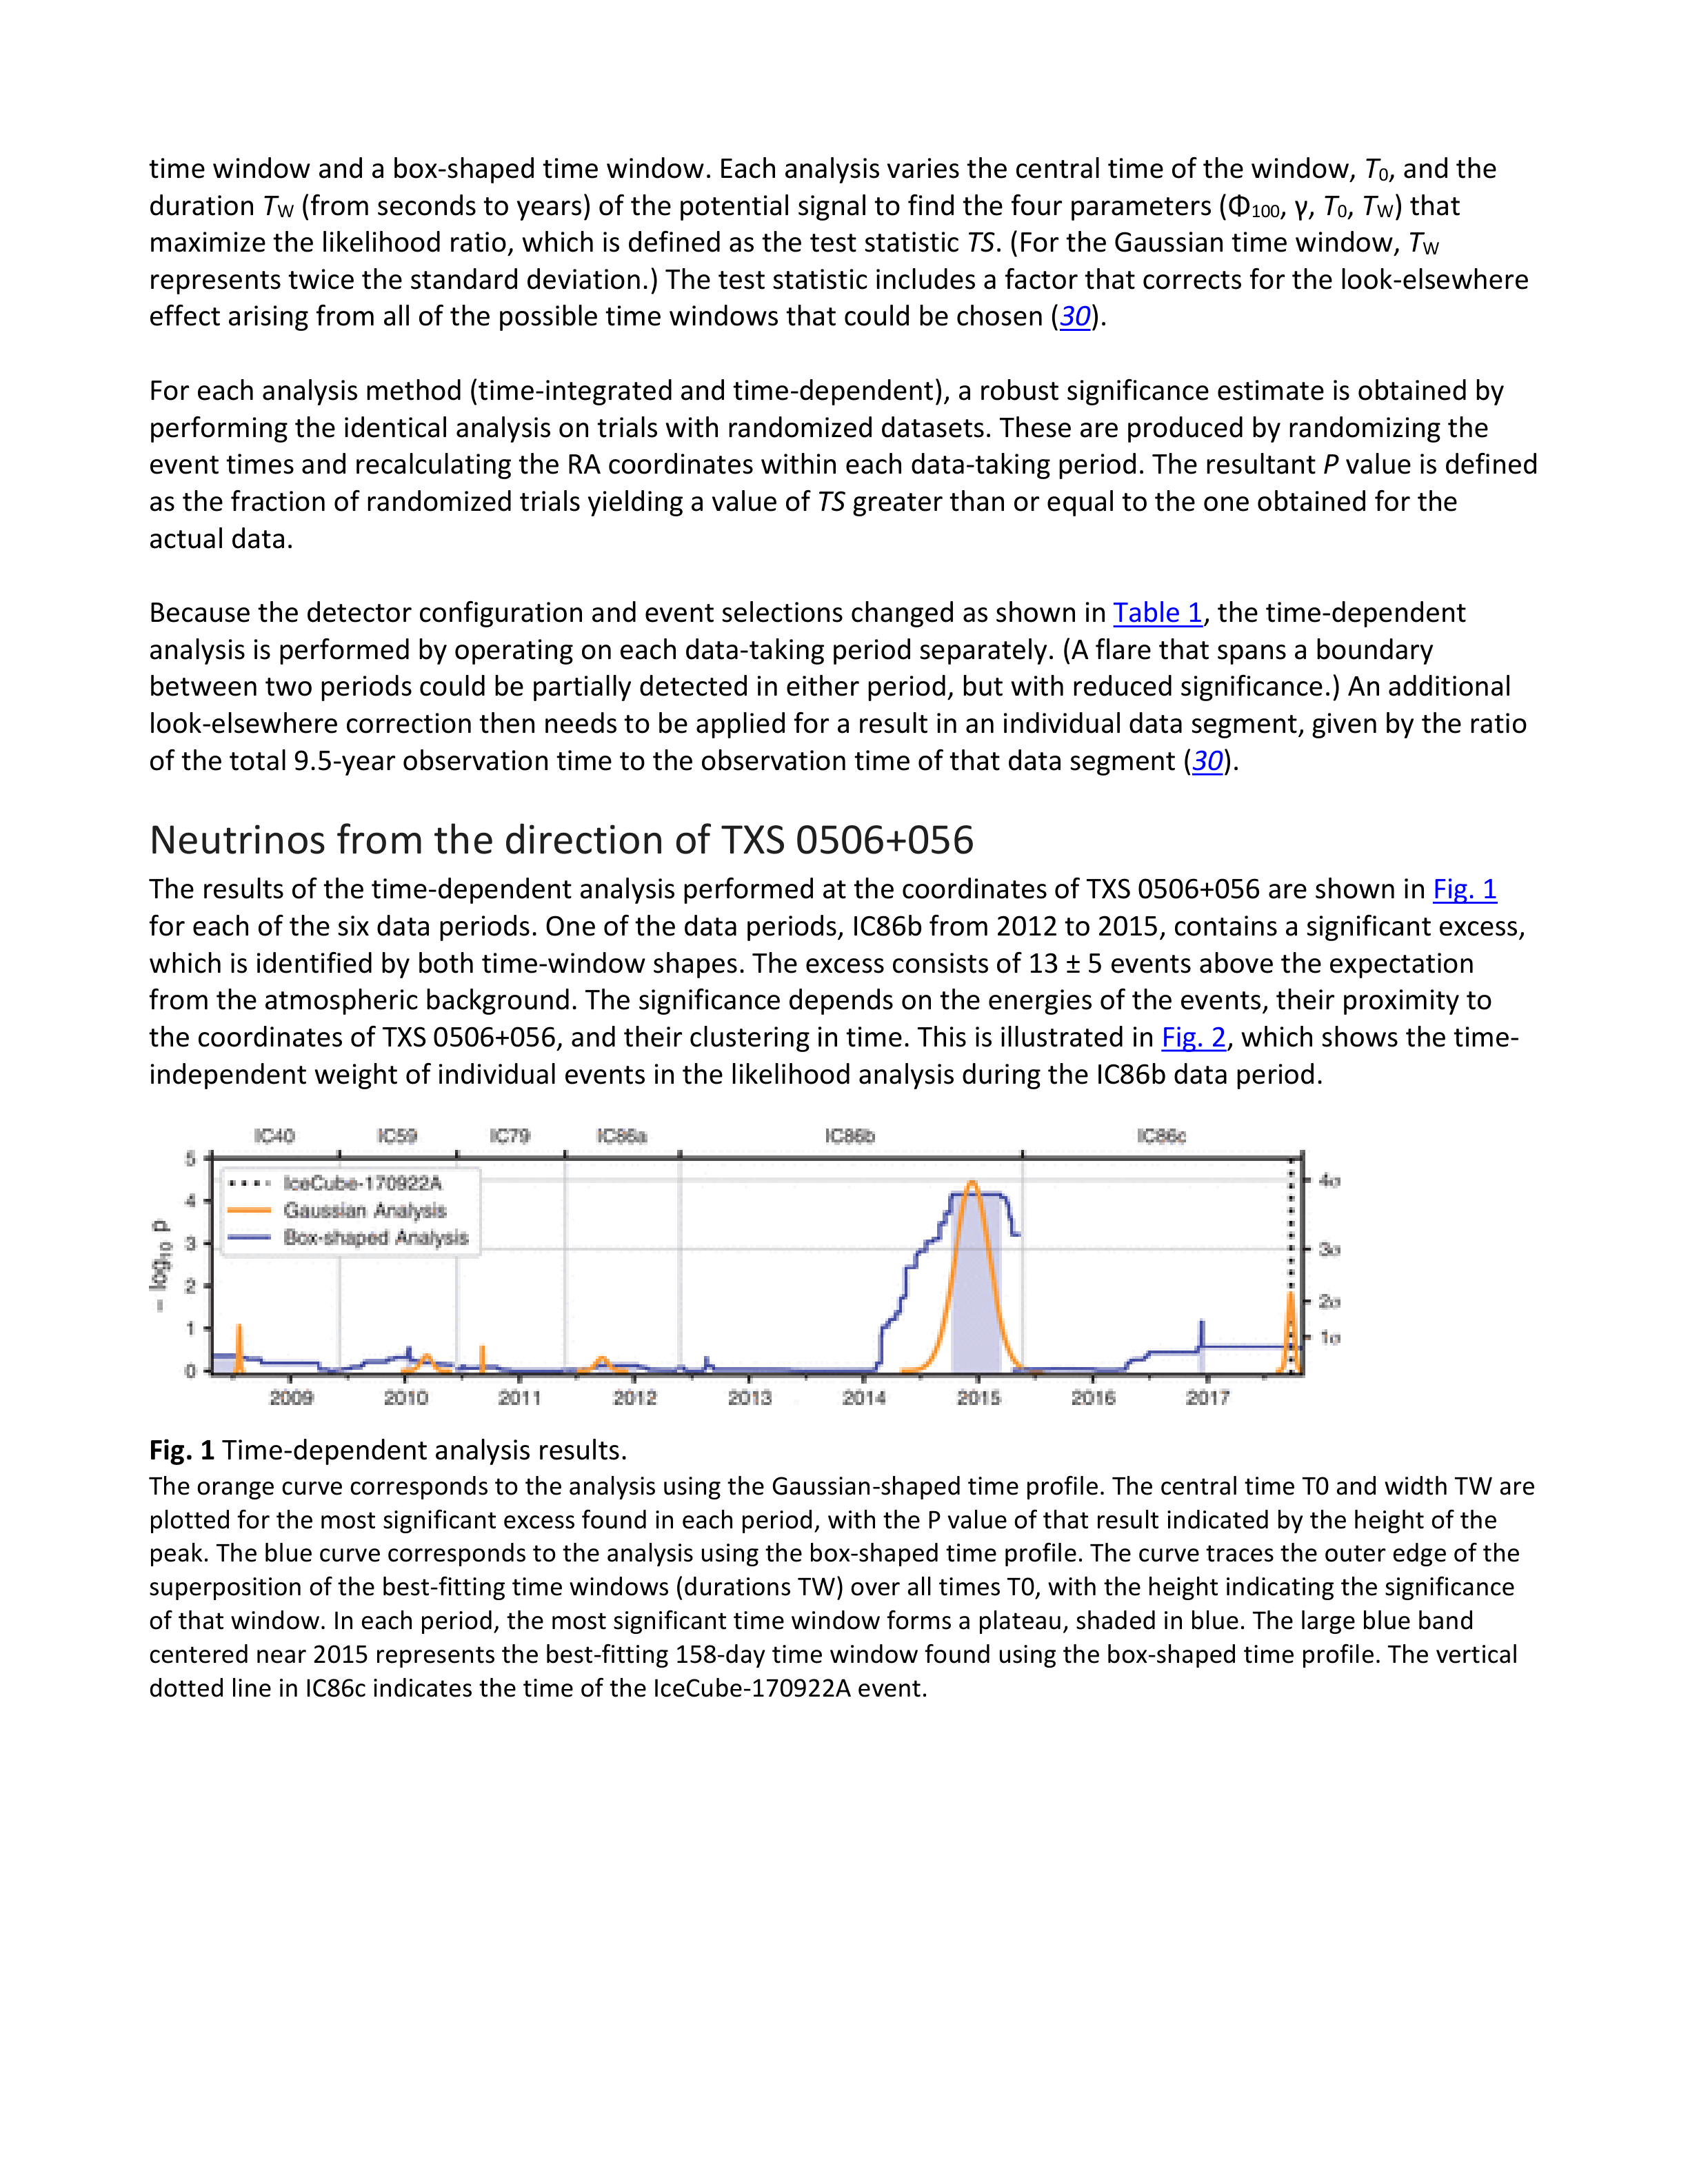 time window and a box-shaped time window. Each analysis varies the central time of the window, T0, and the
duration TW (from seconds to years) of the potential signal to find the four parameters (Φ100, γ, T0, TW) that
maximize the likelihood ratio, which is defined as the test statistic TS. (For the Gaussian time window, TW
represents twice the standard deviation.) The test statistic includes a factor that corrects for the look-elsewhere
effect arising from all of the possible time windows that could be chosen (30).
For each analysis method (time-integrated and time-dependent), a robust significance estimate is obtained by
performing the identical analysis on trials with randomized datasets. These are produced by randomizing the
event times and recalculating the RA coordinates within each data-taking period. The resultant P value is defined
as the fraction of randomized trials yielding a value of TS greater than or equal to the one obtained for the
actual data.
Because the detector configuration and event selections changed as shown in Table 1, the time-dependent
analysis is performed by operating on each data-taking period separately. (A flare that spans a boundary
between two periods could be partially detected in either period, but with reduced significance.) An additional
look-elsewhere correction then needs to be applied for a result in an individual data segment, given by the ratio
of the total 9.5-year observation time to the observation time of that data segment (30).
Neutrinos from the direction of TXS 0506+056
The results of the time-dependent analysis performed at the coordinates of TXS 0506+056 are shown in Fig. 1
for each of the six data periods. One of the data periods, IC86b from 2012 to 2015, contains a significant excess,
which is identified by both time-window shapes. The excess consists of 13 ± 5 events above the expectation
from the atmospheric background. The significance depends on the energies of the events, their proximity to
the coordinates of TXS 0506+056, and their clustering in time. This is illustrated in Fig. 2, which shows the time-
independent weight of individual events in the likelihood analysis during the IC86b data period.
IC40 IC59 IC79 IC86a IC86b IC86c
5
4
3
2
1
0
− log10 p
IceCube-170922A
Gaussian Analysis
Box-shaped Analysis
4σ
3σ
2σ
1σ
2009 2010 2011 2012 2013 2014 2015 2016 2017
Fig. 1 Time-dependent analysis results.
The orange curve corresponds to the analysis using the Gaussian-shaped time profile. The central time T0 and width TW are
plotted for the most significant excess found in each period, with the P value of that result indicated by the height of the
peak. The blue curve corresponds to the analysis using the box-shaped time profile. The curve traces the outer edge of the
superposition of the best-fitting time windows (durations TW) over all times T0, with the height indicating the significance
of that window. In each period, the most significant time window forms a plateau, shaded in blue. The large blue band
centered near 2015 represents the best-fitting 158-day time window found using the box-shaped time profile. The vertical
dotted line in IC86c indicates the time of the IceCube-170922A event.